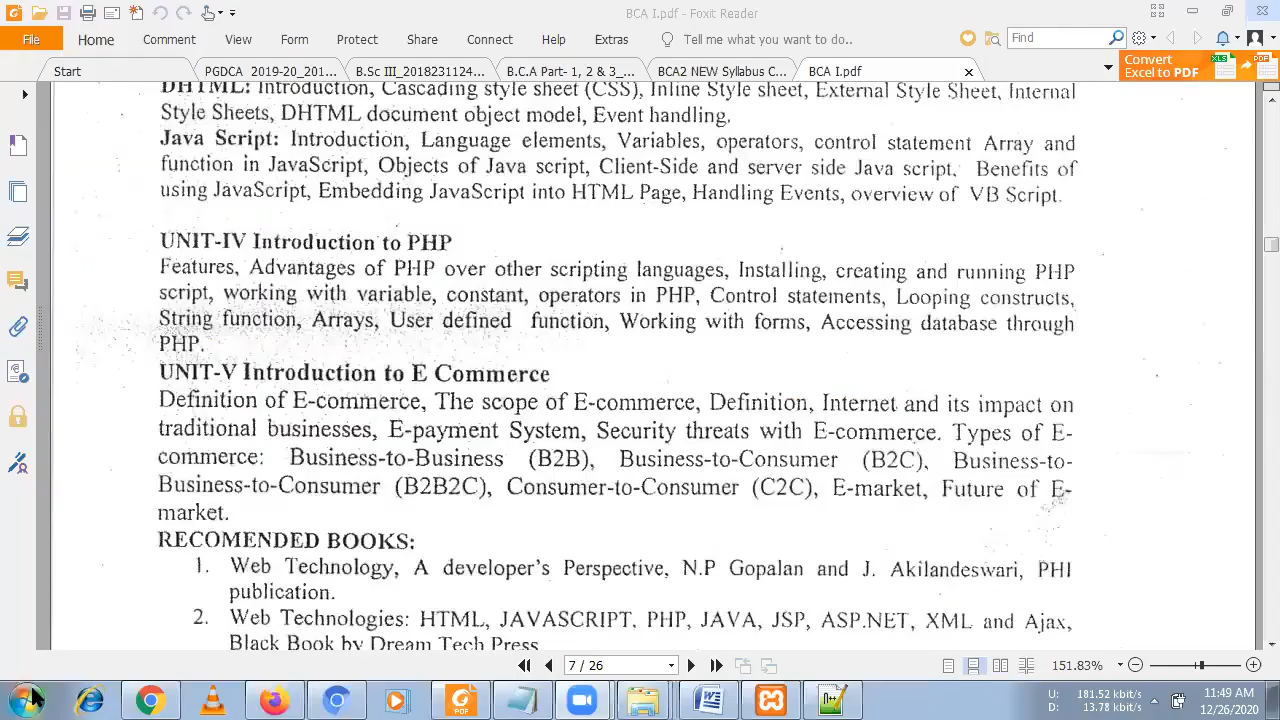 BCA I.pdf - Foxit Reader
File Home Comment View Form Protect Share Connect Help Extras Tell me what you want to do.. Find
Start PGDCA 2019-20_201... B.Sc III_2018231124... B.CA Part-1, 2 & 3_... BCA2 NEW Syllabus C... BCA I.pdf
Convert
Excel to PDF
DHTML: Introduction, Cascading style sheet (CSS), Inline Style sheet, External Style Sheet, Internal
Style Sheets, DHTML document object model, Event handling.
Java Script: Introduction, Language elements, Variables, operators, control statement Array and
function in JavaScript, Objects of Java script, Client-Side and server side Java script. Benefits of
using JavaScript, Embedding JavaScript into HTML Page, Handling Events, overview of VB Script.
UNIT-IV Introduction to PHP
Features, Advantages of PHP over other scripting languages, Installing, creating and running PHP
script, working with variable, constant, operators in PHP, Control statements, Looping constructs,
String function, Arrays, User defined function, Working with forms, Accessing database through
PHP.
UNIT-V Introduction to E Commerce
Definition of E-commerce, The scope of E-commerce, Definition, Internet and its impact on
traditional businesses, E-payment System, Security threats with E-commerce. Types of E-
commerce: Business-to-Business (B2B), Business-to-Consumer (B2C), Business-to-
Business-to-Consumer (B2B2C), Consumer-to-Consumer (C2C), E-market, Future of E-
market.
RECOMENDED BOOKS:
1. Web Technology, A developer's Perspective, N.P Gopalan and J. Akilandeswari, PHI
publication.
2. Web Technologies: HTML, JAVASCRIPT, PHP, JAVA, JSP, ASP.NET, XML and Ajax,
Black Book by Dream Tech Press
7 / 26
151.83%
U: 181.52 kbit/s
D: 13.78 kbit/s
11:49 AM
12/26/2020